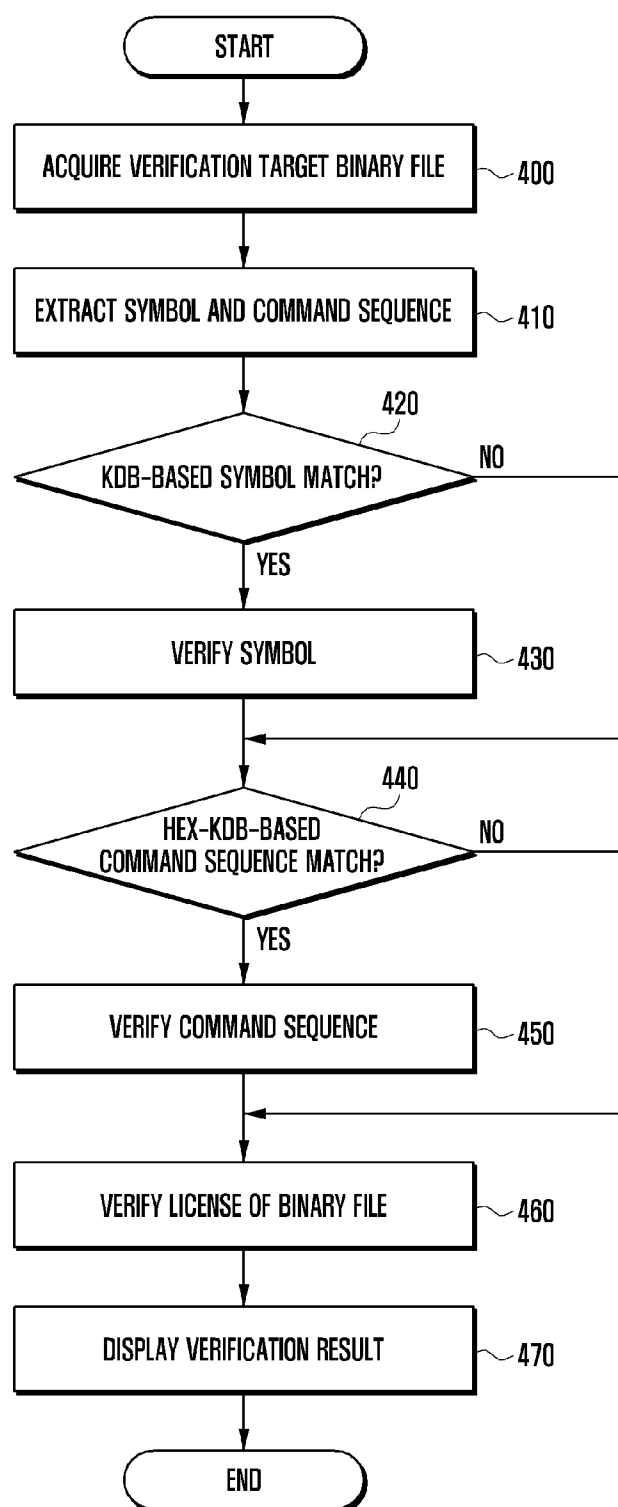 START
ACQUIRE VERIFICATION TARGET BINARY FILE
400
EXTRACT SYMBOL AND COMMAND SEQUENCE
410
420
KDB-BASED SYMBOL MATCH?
NO
YES
VERIFY SYMBOL
430
440
HEX-KDB-BASED
COMMAND SEQUENCE MATCH?
NO
YES
VERIFY COMMAND SEQUENCE
450
VERIFY LICENSE OF BINARY FILE
460
DISPLAY VERIFICATION RESULT
470
END